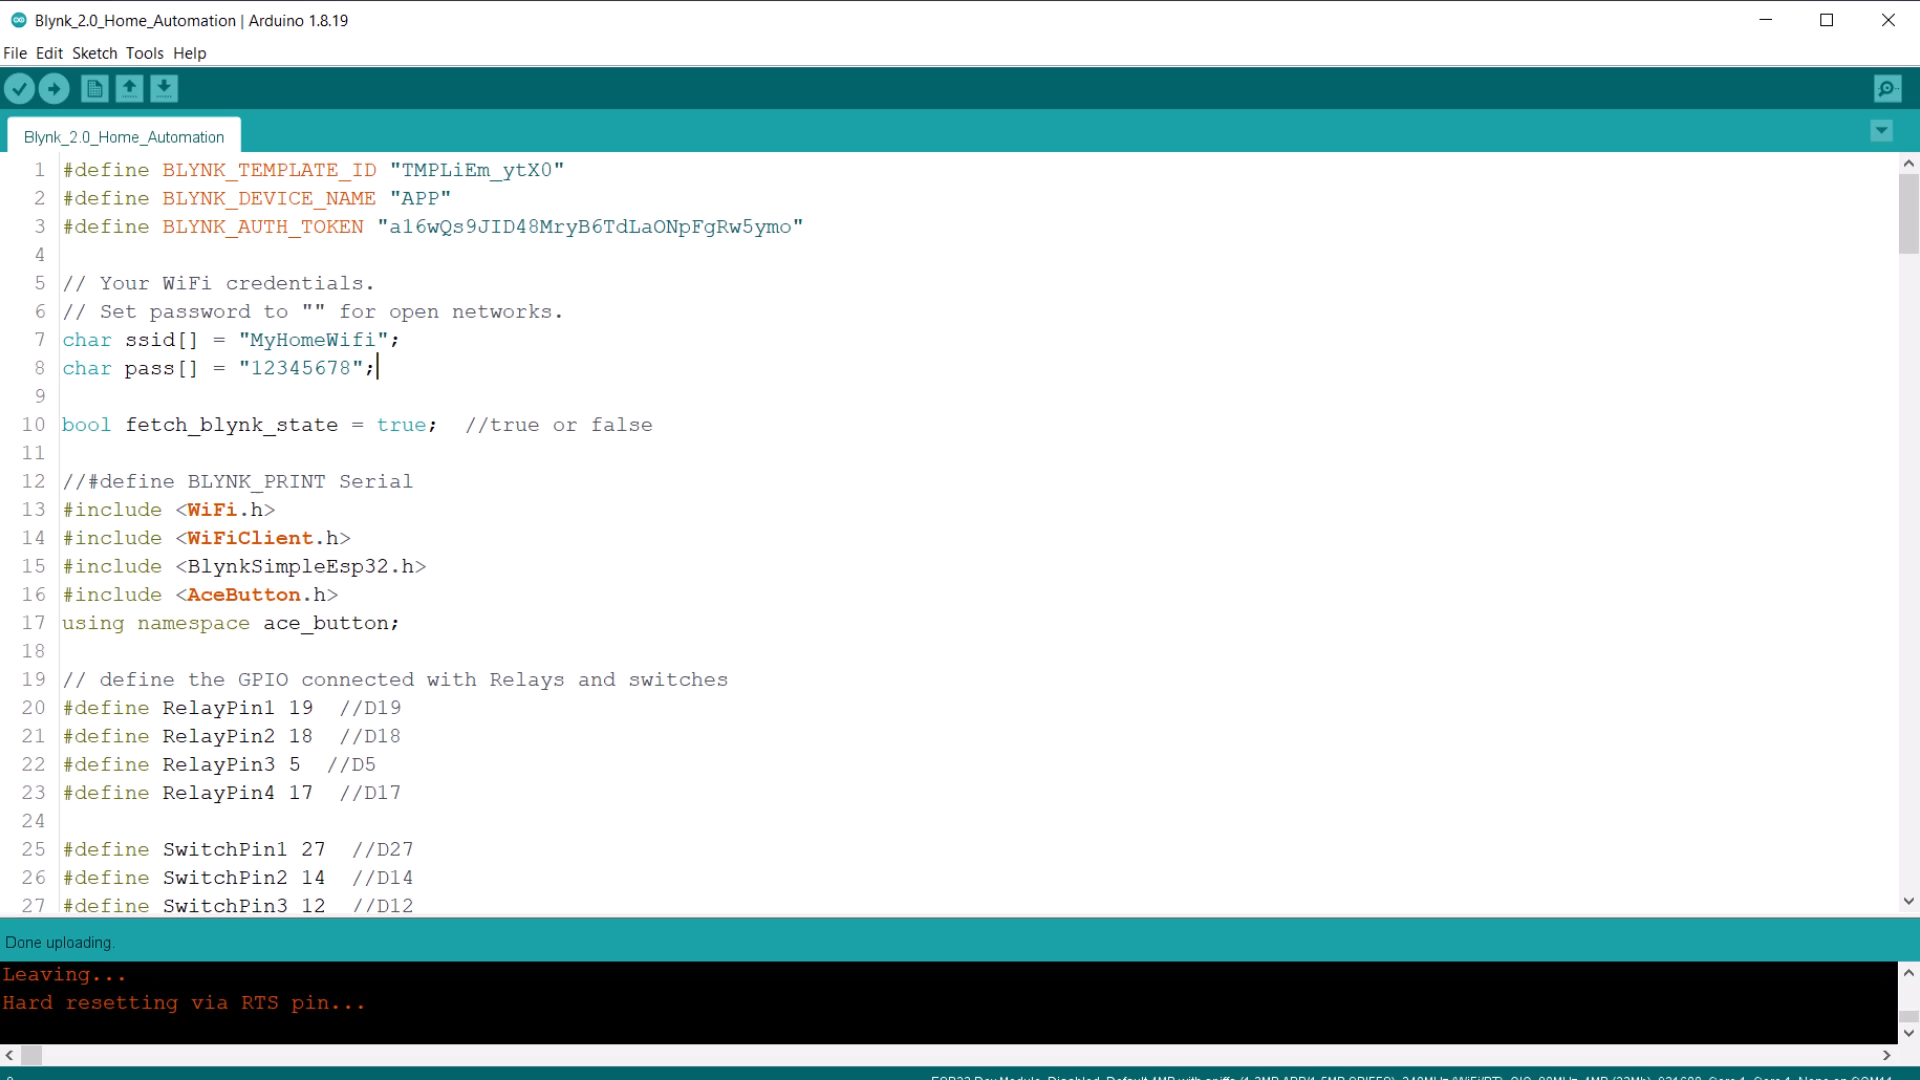 Blynk_2.0_Home_Automation | Arduino 1.8.19
File Edit Sketch Tools Help
Blynk_2.0_Home_Automation
1 #define BLYNK_TEMPLATE_ID "TMPLiEm_ytX0"
2 #define BLYNK_DEVICE_NAME "APP"
3 #define BLYNK_AUTH_TOKEN "a16wQs9JID48MryB6TdLaONpFgRw5ymo"
4
5 // Your WiFi credentials.
6 // Set password to "" for open networks.
7 char ssid[] = "MyHomeWifi";
8 char pass[] = "12345678";
9
10 bool fetch_blynk_state = true;  //true or false
11
12 //#define BLYNK_PRINT Serial
13 #include <WiFi.h>
14 #include <WiFiClient.h>
15 #include <BlynkSimpleEsp32.h>
16 #include <AceButton.h>
17 using namespace ace_button;
18
19 // define the GPIO connected with Relays and switches
20 #define RelayPin1 19  //D19
21 #define RelayPin2 18  //D18
22 #define RelayPin3 5  //D5
23 #define RelayPin4 17  //D17
24
25 #define SwitchPin1 27  //D27
26 #define SwitchPin2 14  //D14
27 #define SwitchPin3 12  //D12
Done uploading.
Leaving...
Hard resetting via RTS pin...